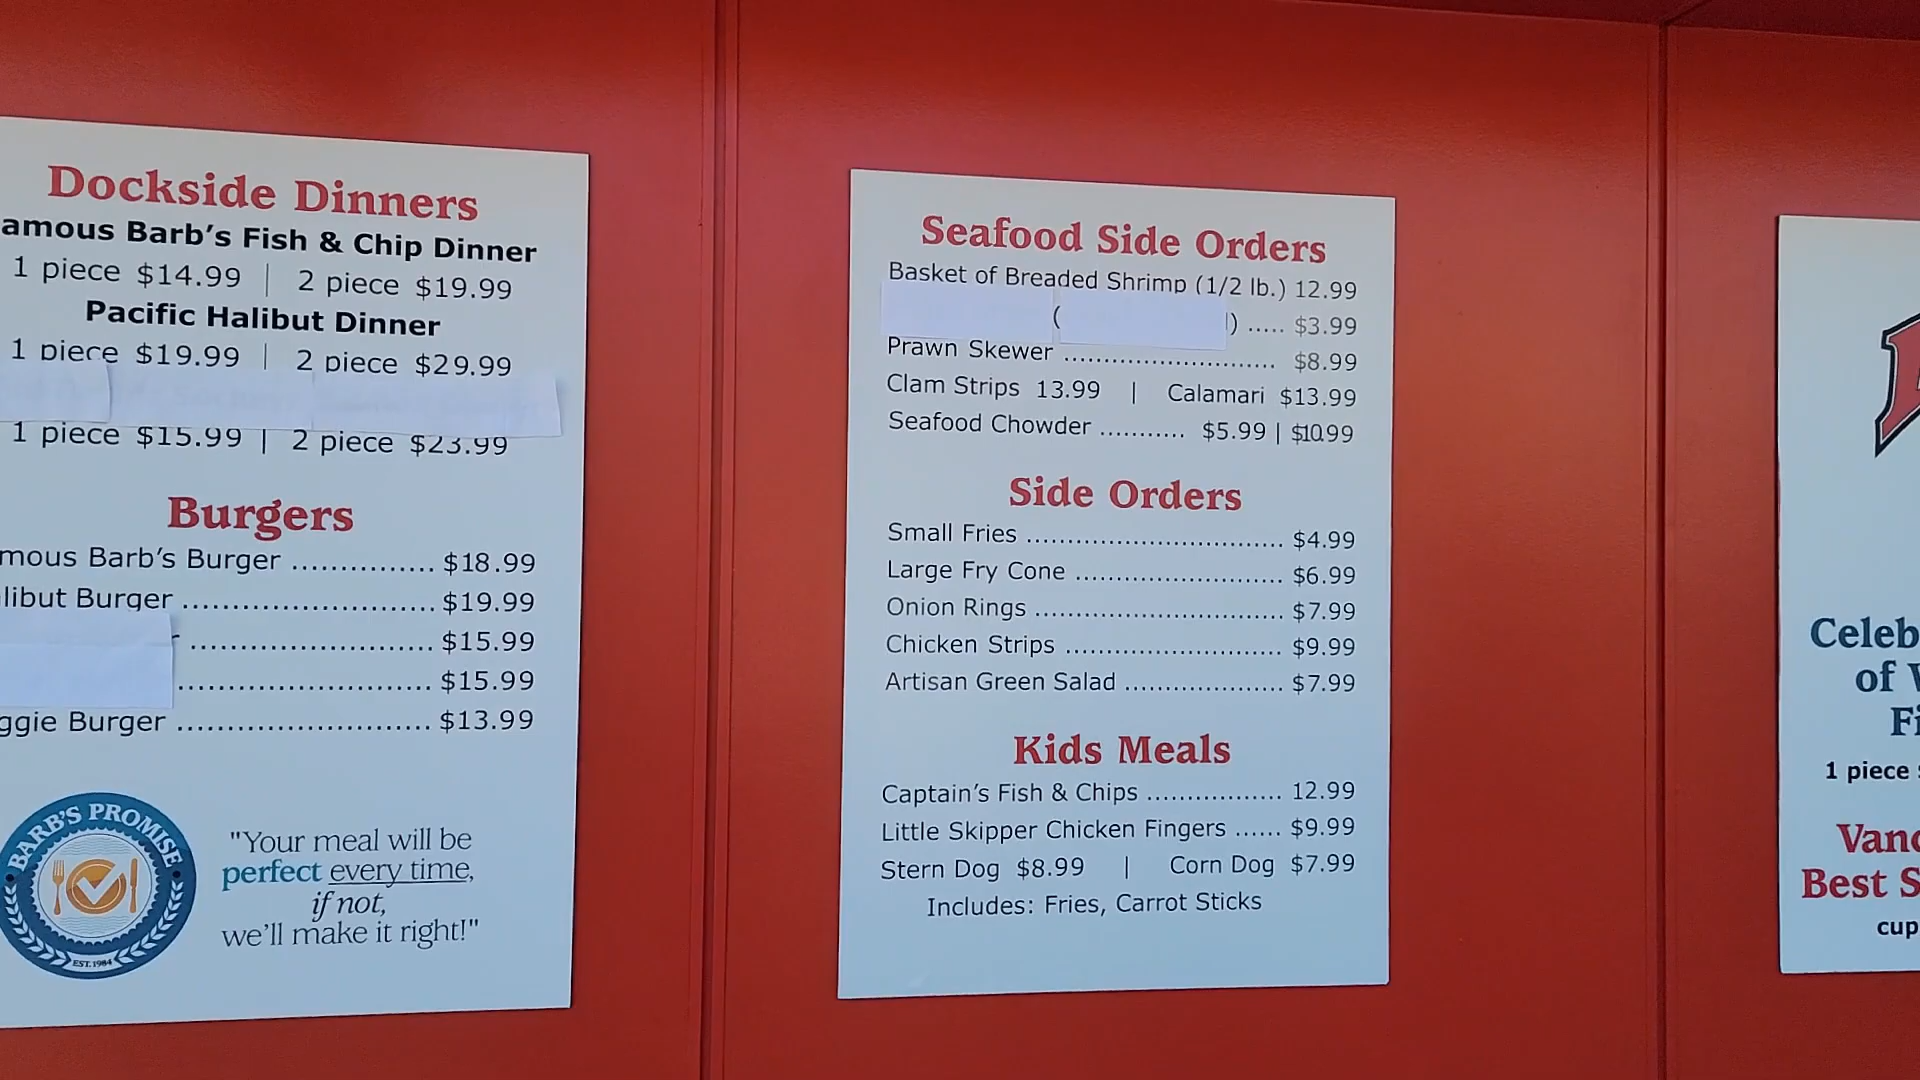 Dockside Dinners
amous Barb's Fish & Chip Dinner
1 piece $14.99 | 2 piece $19.99
Pacific Halibut Dinner
1 piece $19.99 | 2 piece $29.99
1 piece $15.99 | 2 piece $23.99
Burgers
mous Barb's Burger ............... $18.99
libut Burger ......................... $19.99
........................ $15.99
......................... $15.99
ggie Burger ......................... $13.99
BARB'S PROMISE
EST. 1984
"Your meal will be
perfect every time,
if not,
we'll make it right!"
Seafood Side Orders
Basket of Breaded Shrimp (1/2 lb.) 12.99
( ) ..... $3.99
Prawn Skewer .......................... $8.99
Clam Strips 13.99 | Calamari $13.99
Seafood Chowder ........... $5.99 | $10.99
Side Orders
Small Fries ............................... $4.99
Large Fry Cone ......................... $6.99
Onion Rings .............................. $7.99
Chicken Strips .......................... $9.99
Artisan Green Salad ................... $7.99
Kids Meals
Captain's Fish & Chips ................. 12.99
Little Skipper Chicken Fingers ...... $9.99
Stern Dog $8.99 | Corn Dog $7.99
Includes: Fries, Carrot Sticks
Celeb
of
Fi
1 piece
Vanc
Best S
cup